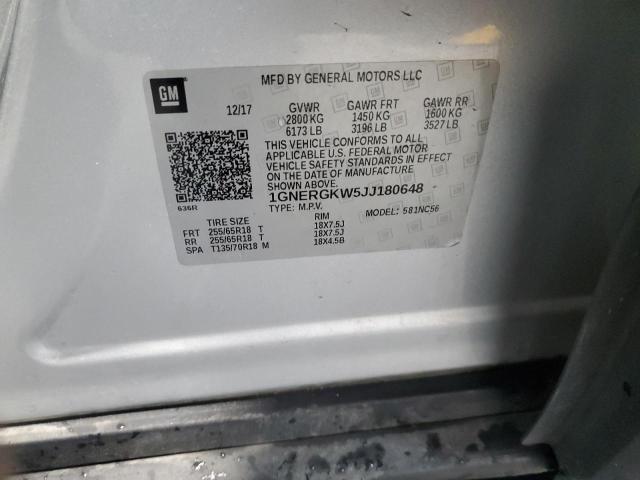 GM
MFD BY GENERAL MOTORS LLC
12/17 GVWR GAWR FRT GAWR RR
2800 KG 1450 KG 1600 KG
6173 LB 3196 LB 3527 LB
THIS VEHICLE CONFORMS TO ALL
APPLICABLE U.S. FEDERAL MOTOR
VEHICLE SAFETY STANDARDS IN EFFECT
ON THE DATE OF MANUFACTURE
SHOWN ABOVE.
1GNERGKW5JJ180648
636R
TYPE: M.P.V. MODEL: 581NC56
TIRE SIZE RIM
FRT 255/65R18 T 18X7.5J
RR 255/65R18 T 18X7.5J
SPA T135/70R18 M 18X4.5B